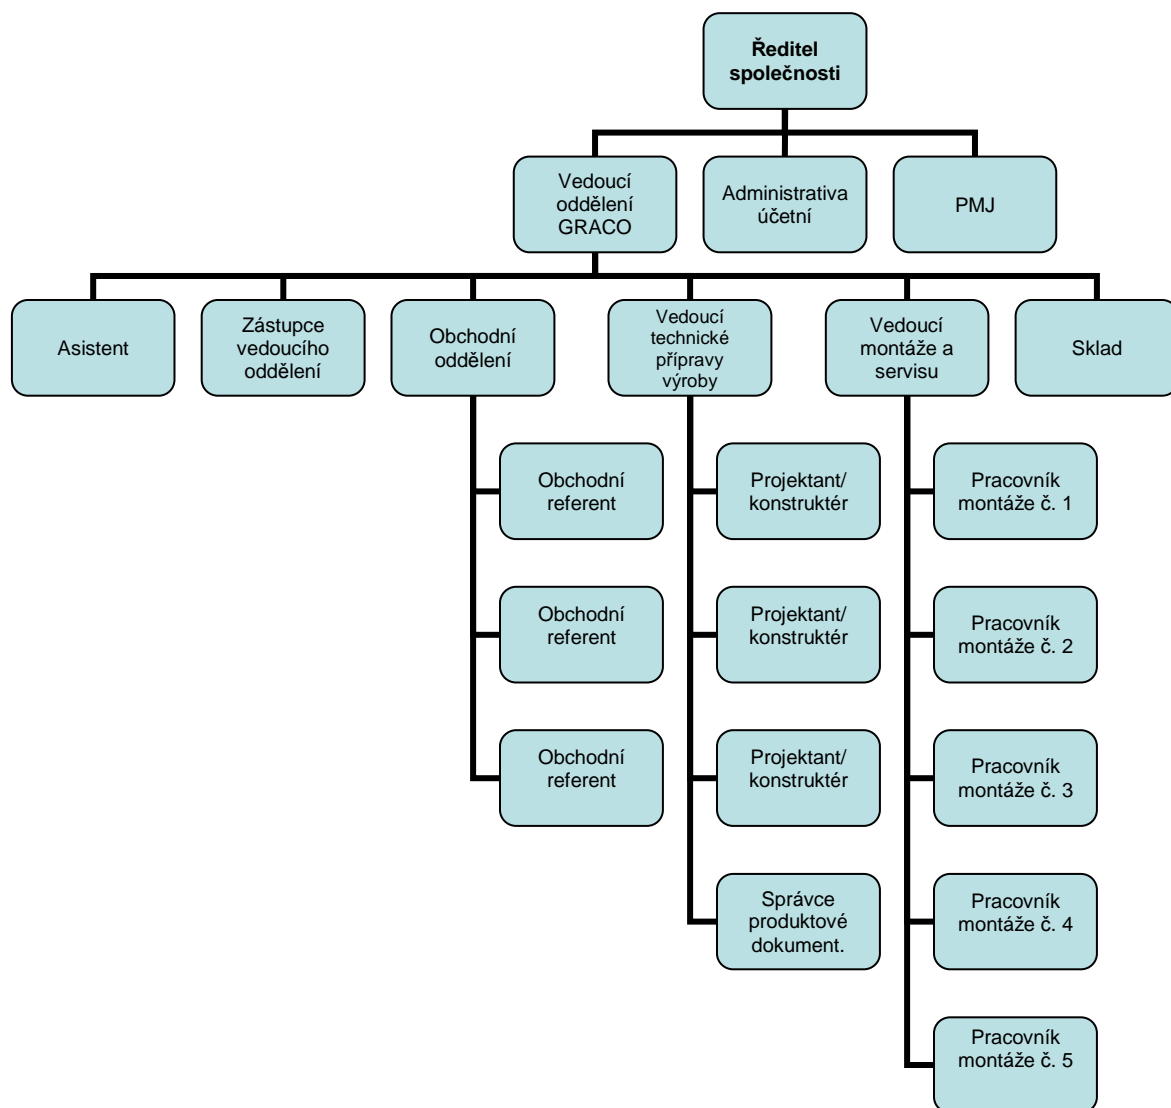 Ředitel
společnosti
Vedoucí
oddělení
GRACO
Administrativa
účetní
PMJ
Asistent
Zástupce
vedoucího
oddělení
Obchodní
oddělení
Vedoucí
technické
přípravy
výroby
Vedoucí
montáže a
servisu
Sklad
Obchodní
referent
Projektant/
konstruktér
Pracovník
montáže č. 1
Obchodní
referent
Projektant/
konstruktér
Pracovník
montáže č. 2
Obchodní
referent
Projektant/
konstruktér
Pracovník
montáže č. 3
Správce
produktové
dokument.
Pracovník
montáže č. 4
Pracovník
montáže č. 5